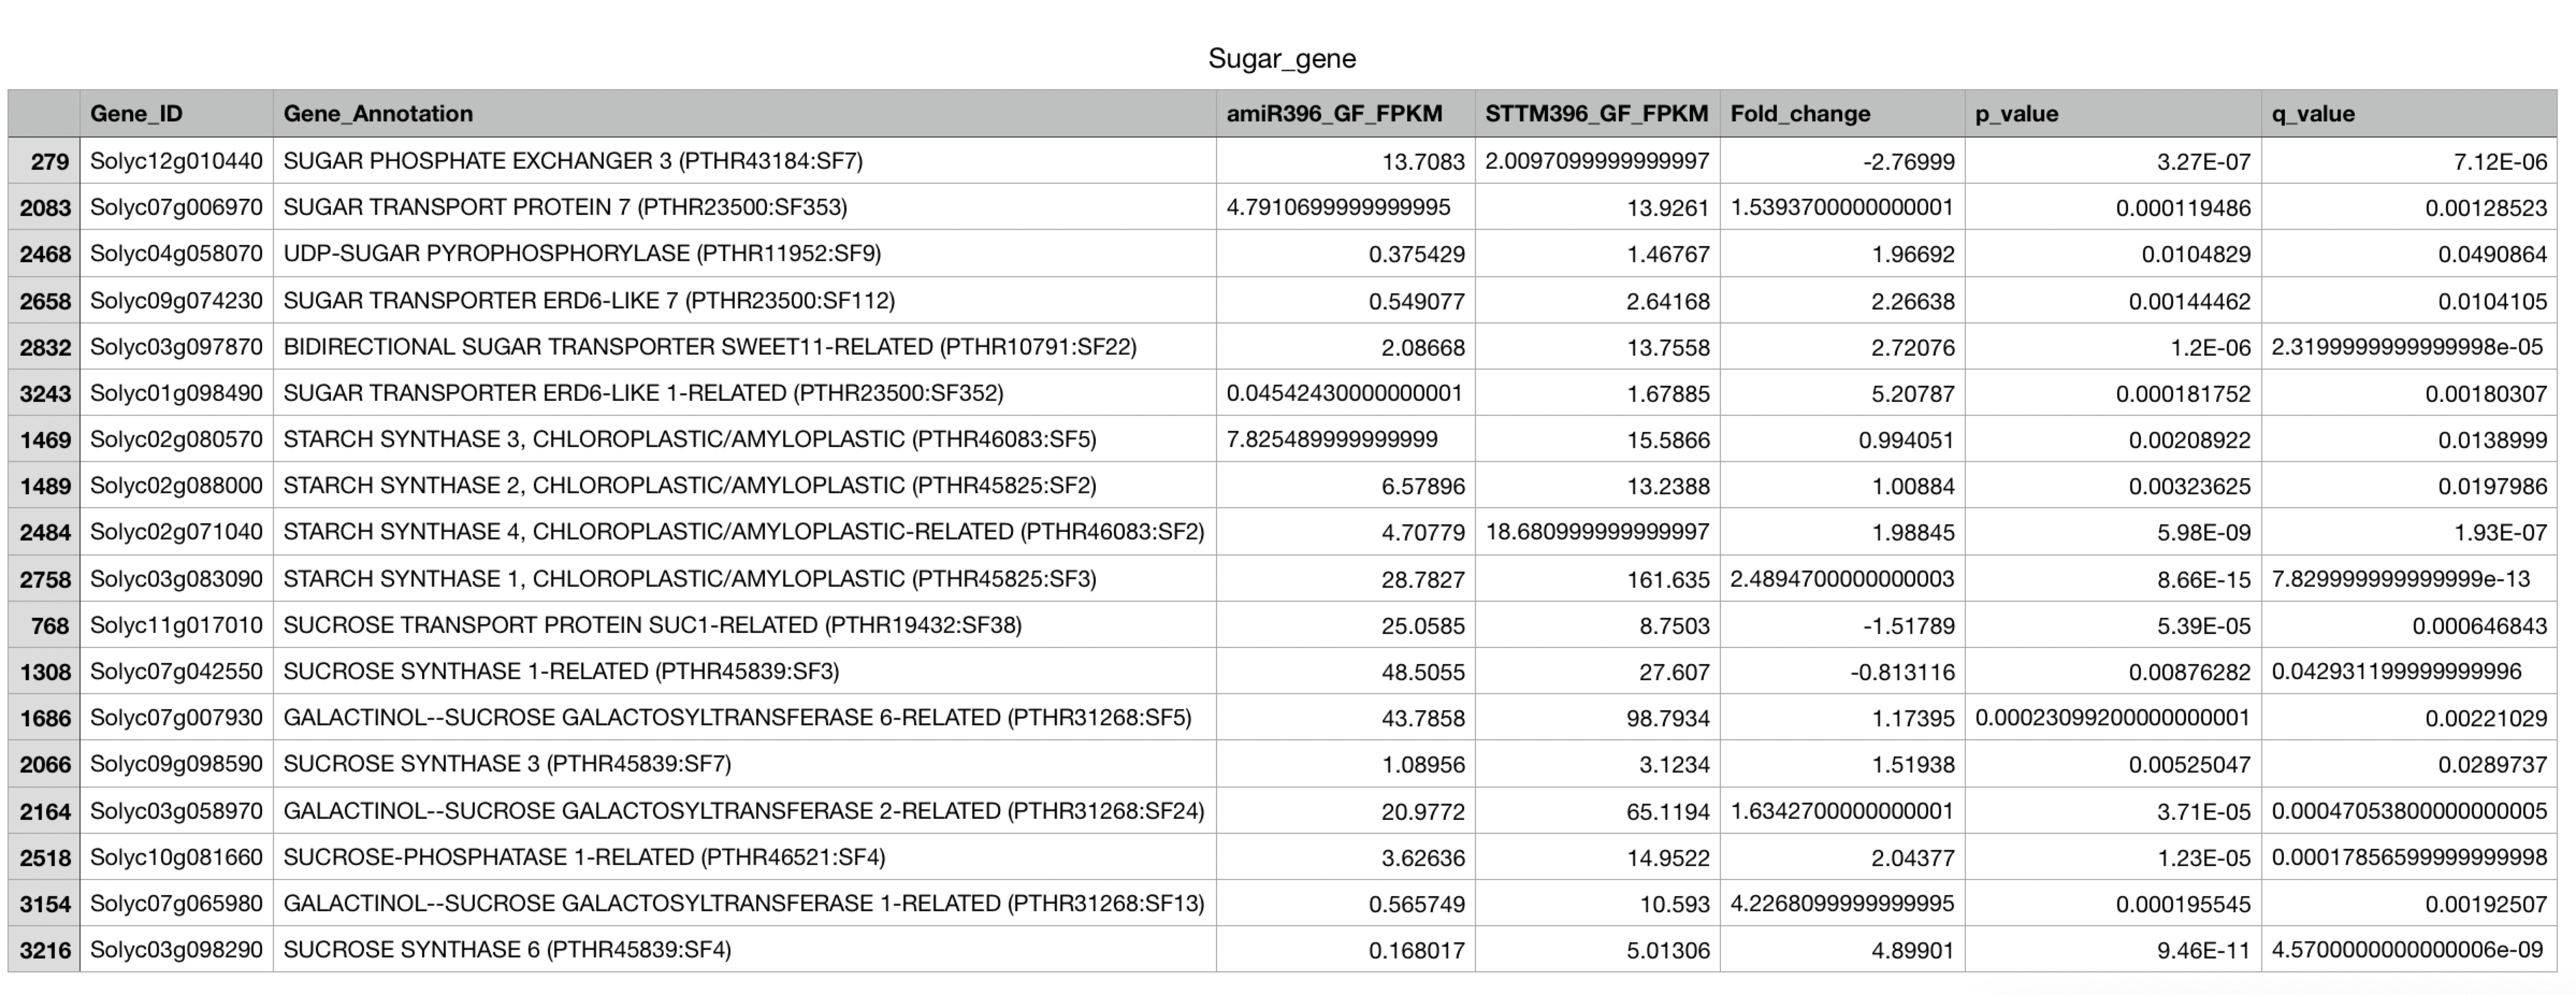 Sugar_gene
Gene_ID Gene_Annotation amiR396_GF_FPKM STTM396_GF_FPKM Fold_change p_value q_value
279 Solyc12g010440 SUGAR PHOSPHATE EXCHANGER 3 (PTHR43184:SF7) 13.7083 2.0097099999999997 -2.76999 3.27E-07 7.12E-06
2083 Solyc07g006970 SUGAR TRANSPORT PROTEIN 7 (PTHR23500:SF353) 4.7910699999999995 13.9261 1.5393700000000001 0.000119486 0.00128523
2468 Solyc04g058070 UDP-SUGAR PYROPHOSPHORYLASE (PTHR11952:SF9) 0.375429 1.46767 1.96692 0.0104829 0.0490864
2658 Solyc09g074230 SUGAR TRANSPORTER ERD6-LIKE 7 (PTHR23500:SF112) 0.549077 2.64168 2.26638 0.00144462 0.0104105
2832 Solyc03g097870 BIDIRECTIONAL SUGAR TRANSPORTER SWEET11-RELATED (PTHR10791:SF22) 2.08668 13.7558 2.72076 1.2E-06 2.3199999999999998e-05
3243 Solyc01g098490 SUGAR TRANSPORTER ERD6-LIKE 1-RELATED (PTHR23500:SF352) 0.04542430000000001 1.67885 5.20787 0.000181752 0.00180307
1469 Solyc02g080570 STARCH SYNTHASE 3, CHLOROPLASTIC/AMYLOPLASTIC (PTHR46083:SF5) 7.825489999999999 15.5866 0.994051 0.00208922 0.0138999
1489 Solyc02g088000 STARCH SYNTHASE 2, CHLOROPLASTIC/AMYLOPLASTIC (PTHR45825:SF2) 6.57896 13.2388 1.00884 0.00323625 0.0197986
2484 Solyc02g071040 STARCH SYNTHASE 4, CHLOROPLASTIC/AMYLOPLASTIC-RELATED (PTHR46083:SF2) 4.70779 18.680999999999997 1.98845 5.98E-09 1.93E-07
2758 Solyc03g083090 STARCH SYNTHASE 1, CHLOROPLASTIC/AMYLOPLASTIC (PTHR45825:SF3) 28.7827 161.635 2.4894700000000003 8.66E-15 7.829999999999999e-13
768 Solyc11g017010 SUCROSE TRANSPORT PROTEIN SUC1-RELATED (PTHR19432:SF38) 25.0585 8.7503 -1.51789 5.39E-05 0.000646843
1308 Solyc07g042550 SUCROSE SYNTHASE 1-RELATED (PTHR45839:SF3) 48.5055 27.607 -0.813116 0.00876282 0.042931199999999996
1686 Solyc07g007930 GALACTINOL--SUCROSE GALACTOSYLTRANSFERASE 6-RELATED (PTHR31268:SF5) 43.7858 98.7934 1.17395 0.00023099200000000001 0.00221029
2066 Solyc09g098590 SUCROSE SYNTHASE 3 (PTHR45839:SF7) 1.08956 3.1234 1.51938 0.00525047 0.0289737
2164 Solyc03g058970 GALACTINOL--SUCROSE GALACTOSYLTRANSFERASE 2-RELATED (PTHR31268:SF24) 20.9772 65.1194 1.6342700000000001 3.71E-05 0.00047053800000000005
2518 Solyc10g081660 SUCROSE-PHOSPHATASE 1-RELATED (PTHR46521:SF4) 3.62636 14.9522 2.04377 1.23E-05 0.00017856599999999998
3154 Solyc07g065980 GALACTINOL--SUCROSE GALACTOSYLTRANSFERASE 1-RELATED (PTHR31268:SF13) 0.565749 10.593 4.2268099999999995 0.000195545 0.00192507
3216 Solyc03g098290 SUCROSE SYNTHASE 6 (PTHR45839:SF4) 0.168017 5.01306 4.89901 9.46E-11 4.5700000000000006e-09